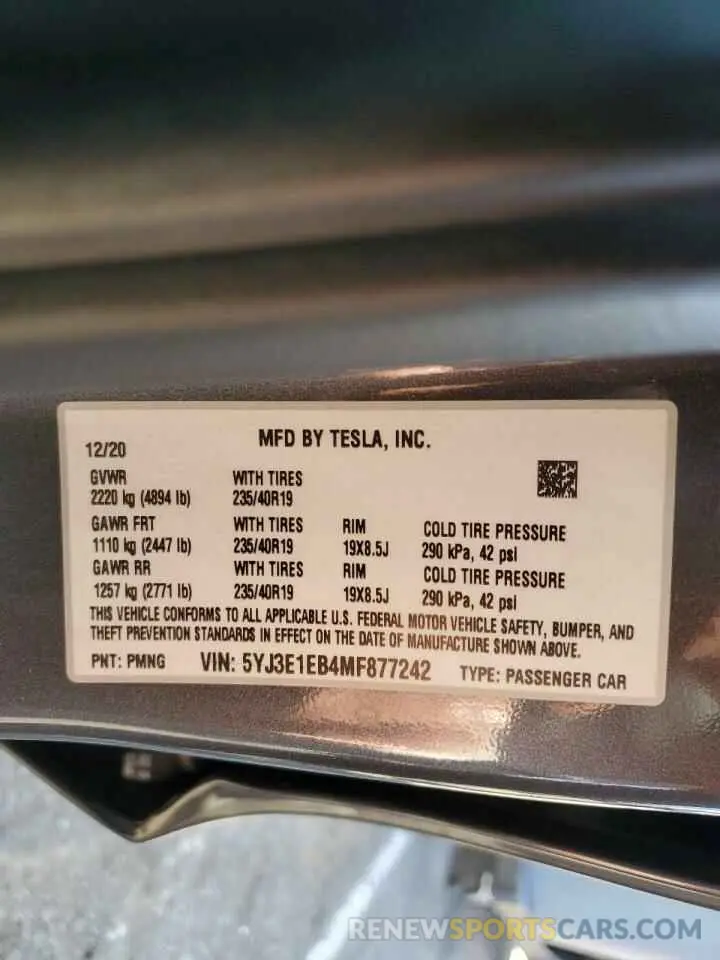 12/20
MFD BY TESLA, INC.
GVWR WITH TIRES
2220 kg (4894 lb) 235/40R19
GAWR FRT WITH TIRES RIM COLD TIRE PRESSURE
1110 kg (2447 lb) 235/40R19 19X8.5J 290 kPa, 42 psi
GAWR RR WITH TIRES RIM COLD TIRE PRESSURE
1257 kg (2771 lb) 235/40R19 19X8.5J 290 kPa, 42 psi
THIS VEHICLE CONFORMS TO ALL APPLICABLE U.S. FEDERAL MOTOR VEHICLE SAFETY, BUMPER, AND
THEFT PREVENTION STANDARDS IN EFFECT ON THE DATE OF MANUFACTURE SHOWN ABOVE.
PNT: PMNG VIN: 5YJ3E1EB4MF877242 TYPE: PASSENGER CAR
RENEWSPORTSCARS.COM